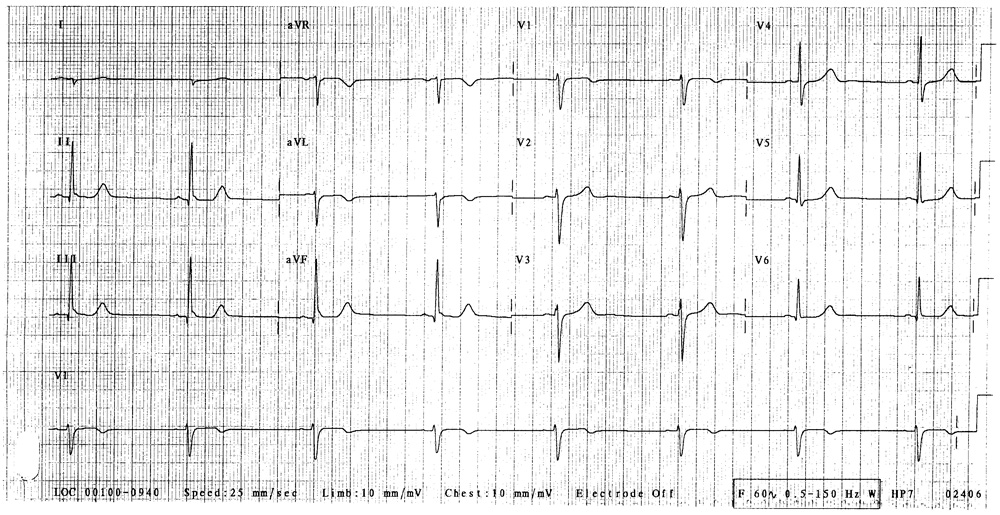 I aVR V1 V4
II aVL V2 V5
III aVF V3 V6
V1
LOC 00100-0940 Speed:25 mm/sec Limb:10 mm/mV Chest:10 mm/mV Electrode Off F 60∿ 0.5-150 Hz W HP7 02406